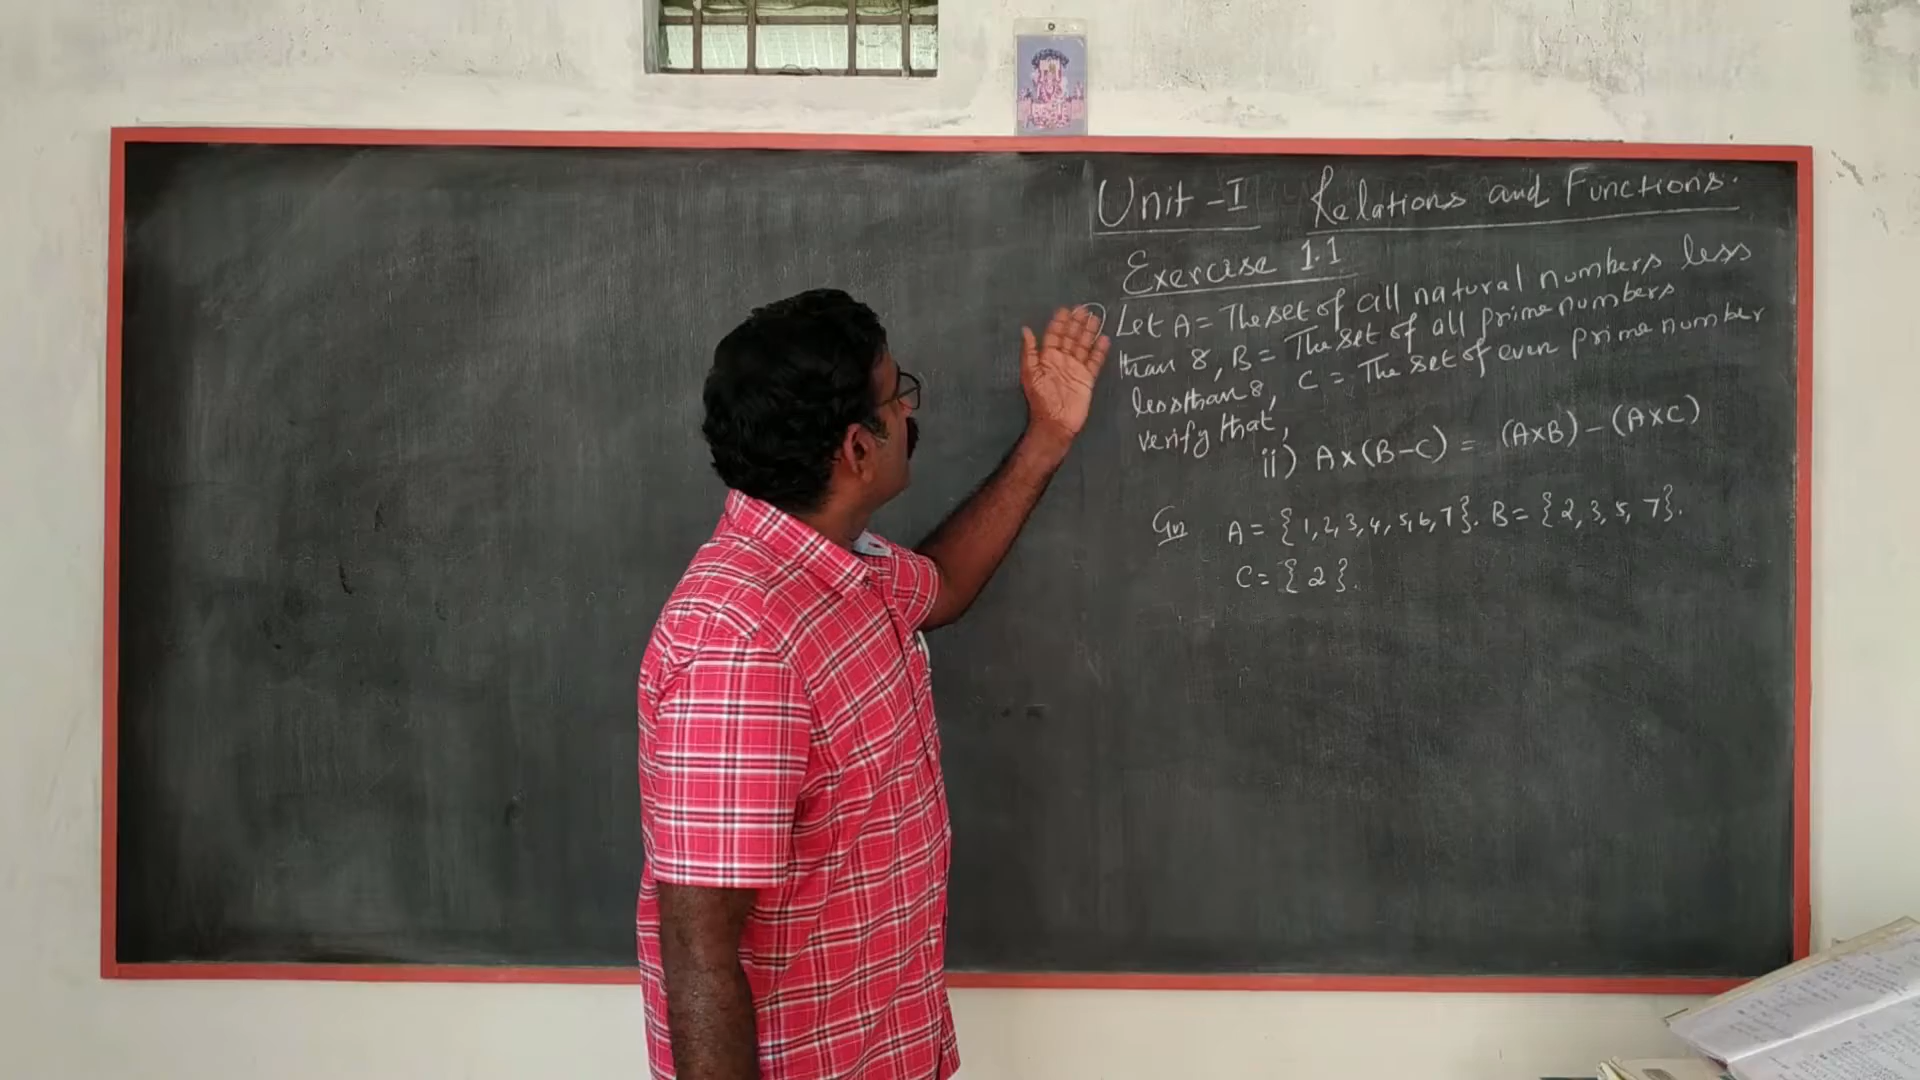 Unit - I Relations and Functions.
Exercise 1.1
Let A = The set of all natural numbers less
than 8, B = The set of all prime numbers
less than 8, C = The set of even prime number
verify that,
ii) A×(B-C) = (A×B) - (A×C)
Gn A = {1,2,3,4,5,6,7}. B = {2,3,5,7}.
C = {2}.